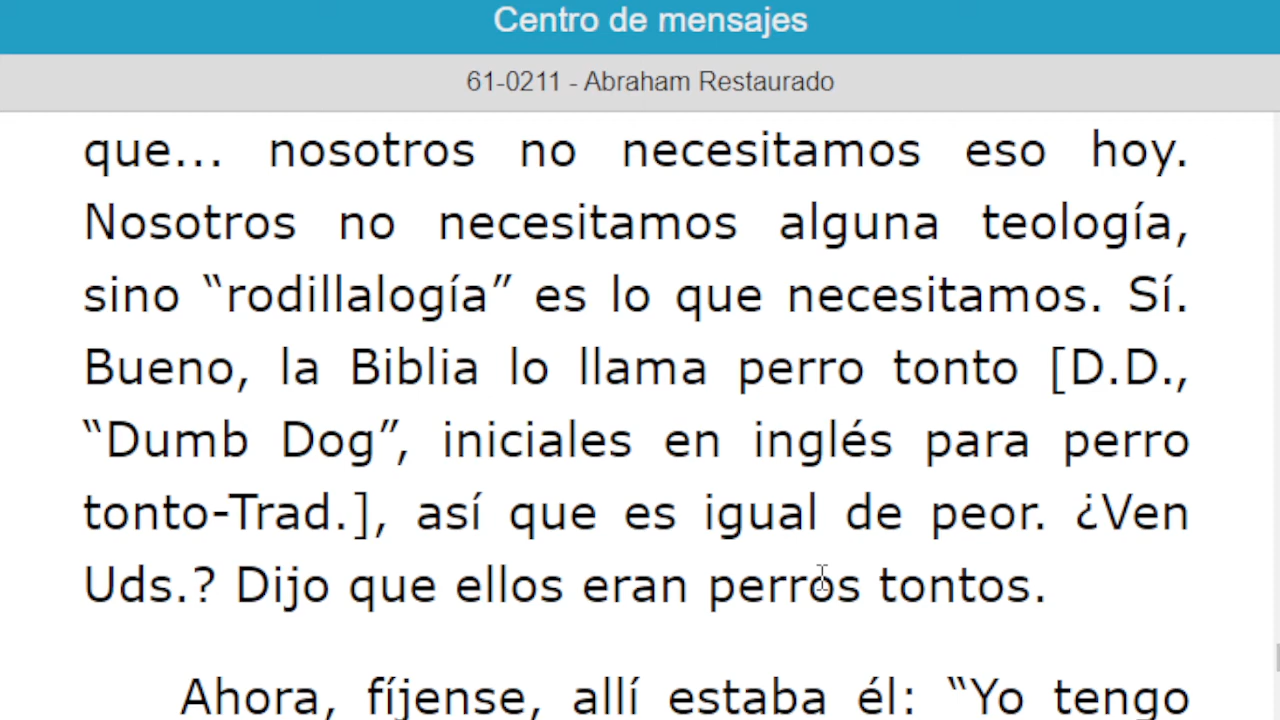 Centro de mensajes
61-0211 - Abraham Restaurado
que... nosotros no necesitamos eso hoy.
Nosotros no necesitamos alguna teología,
sino “rodillalogía” es lo que necesitamos. Sí.
Bueno, la Biblia lo llama perro tonto [D.D.,
“Dumb Dog”, iniciales en inglés para perro
tonto-Trad.], así que es igual de peor. ¿Ven
Uds.? Dijo que ellos eran perros tontos.
Ahora, fíjense, allí estaba él: “Yo tengo